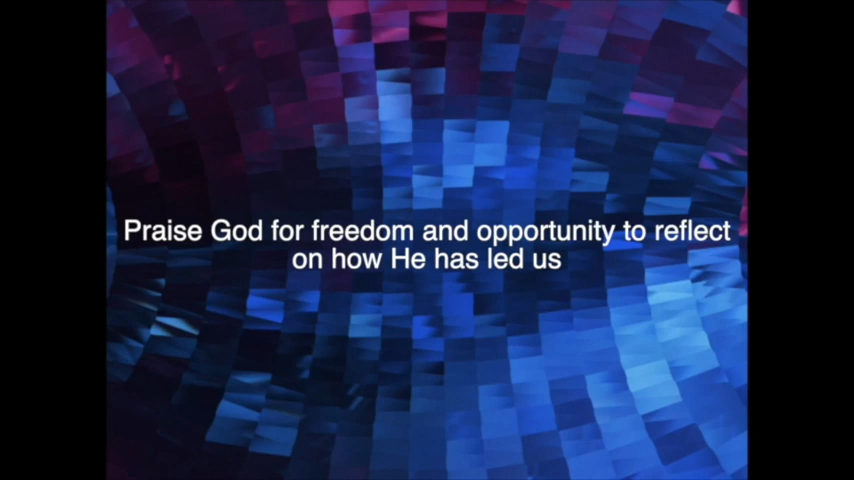 Praise God for freedom and opportunity to reflect
on how He has led us